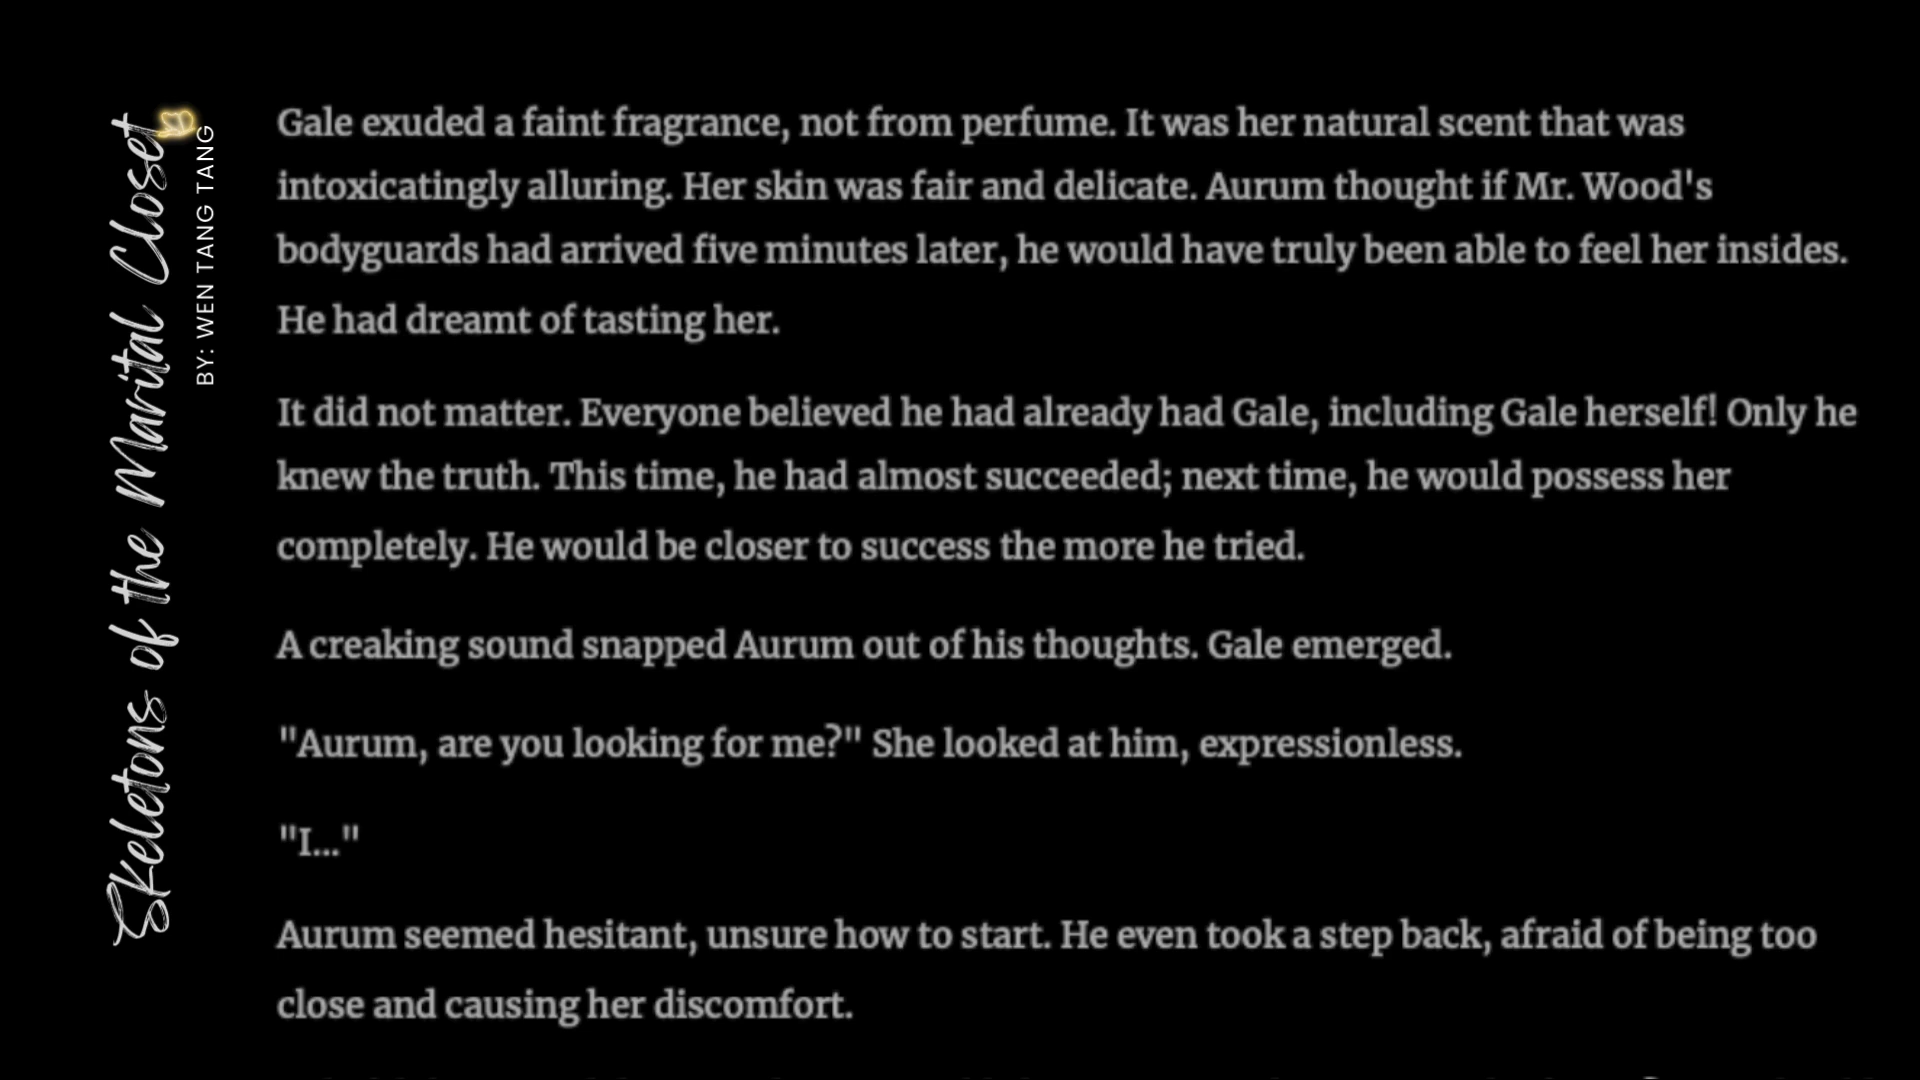 Skeletons of the Marital Closet
BY: WEN TANG TANG
Gale exuded a faint fragrance, not from perfume. It was her natural scent that was
intoxicatingly alluring. Her skin was fair and delicate. Aurum thought if Mr. Wood's
bodyguards had arrived five minutes later, he would have truly been able to feel her insides.
He had dreamt of tasting her.
It did not matter. Everyone believed he had already had Gale, including Gale herself! Only he
knew the truth. This time, he had almost succeeded; next time, he would possess her
completely. He would be closer to success the more he tried.
A creaking sound snapped Aurum out of his thoughts. Gale emerged.
"Aurum, are you looking for me?" She looked at him, expressionless.
"I..."
Aurum seemed hesitant, unsure how to start. He even took a step back, afraid of being too
close and causing her discomfort.